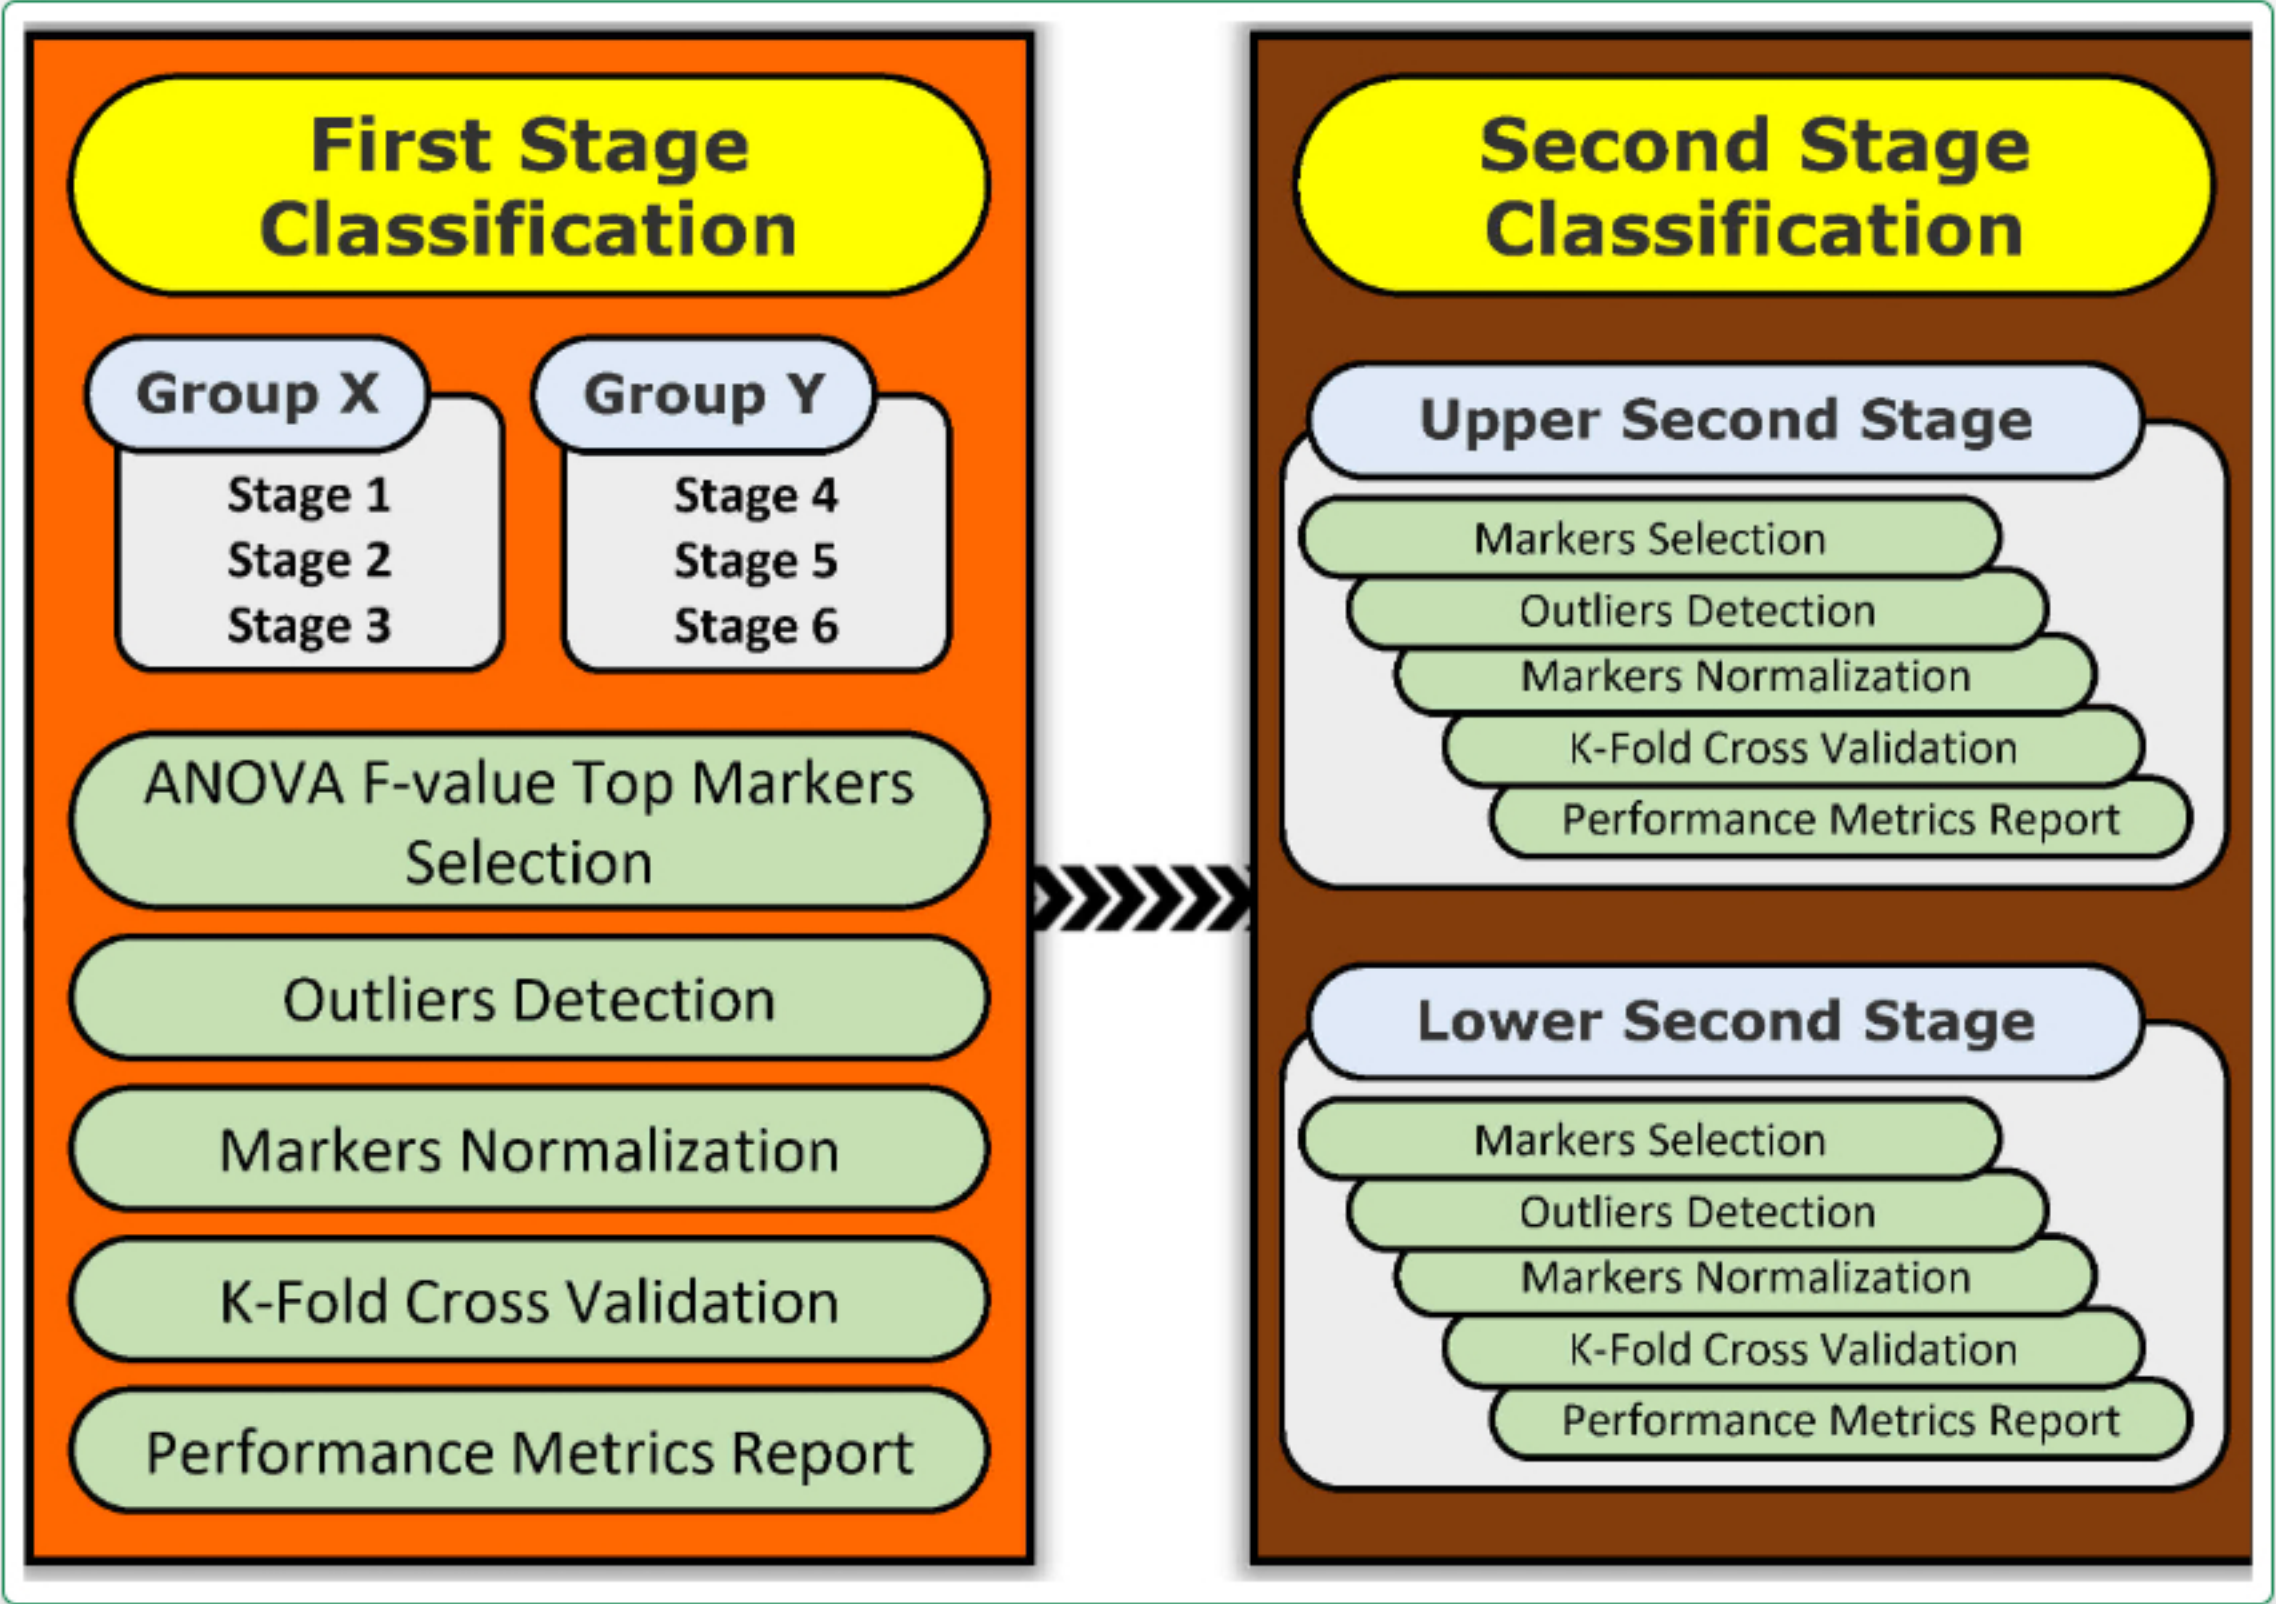 First Stage
Classification
Group X
Stage 1
Stage 2
Stage 3
Group Y
Stage 4
Stage 5
Stage 6
ANOVA F-value Top Markers
Selection
Outliers Detection
Markers Normalization
K-Fold Cross Validation
Performance Metrics Report
Second Stage
Classification
Upper Second Stage
Markers Selection
Outliers Detection
Markers Normalization
K-Fold Cross Validation
Performance Metrics Report
Lower Second Stage
Markers Selection
Outliers Detection
Markers Normalization
K-Fold Cross Validation
Performance Metrics Report